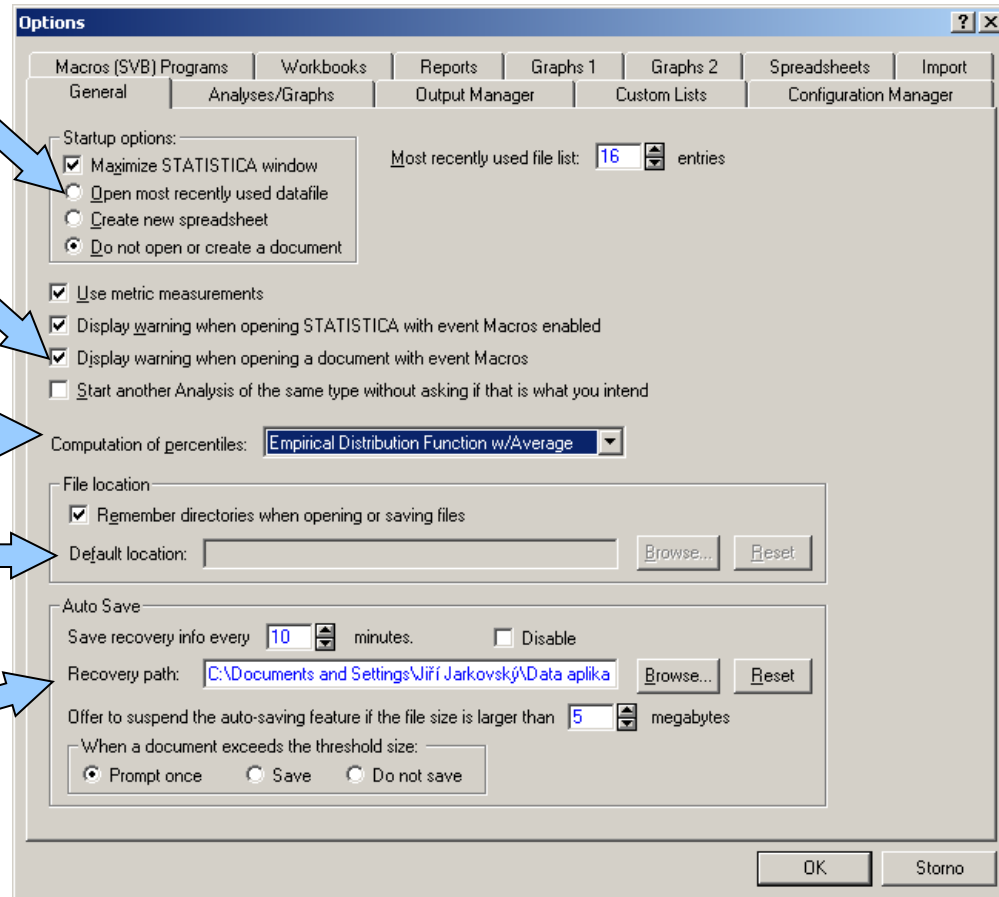 Options
Macros (SVB) Programs Workbooks Reports Graphs 1 Graphs 2 Spreadsheets Import
General Analyses/Graphs Output Manager Custom Lists Configuration Manager
Startup options:
Maximize STATISTICA window
Most recently used file list: 16 entries
Open most recently used datafile
Create new spreadsheet
Do not open or create a document
Use metric measurements
Display warning when opening STATISTICA with event Macros enabled
Display warning when opening a document with event Macros
Start another Analysis of the same type without asking if that is what you intend
Computation of percentiles: Empirical Distribution Function w/Average
File location
Remember directories when opening or saving files
Default location: Browse... Reset
Auto Save
Save recovery info every 10 minutes. Disable
Recovery path: C:\Documents and Settings\Jiří Jarkovský\Data aplika Browse... Reset
Offer to suspend the auto-saving feature if the file size is larger than 5 megabytes
When a document exceeds the threshold size:
Prompt once Save Do not save
OK Storno